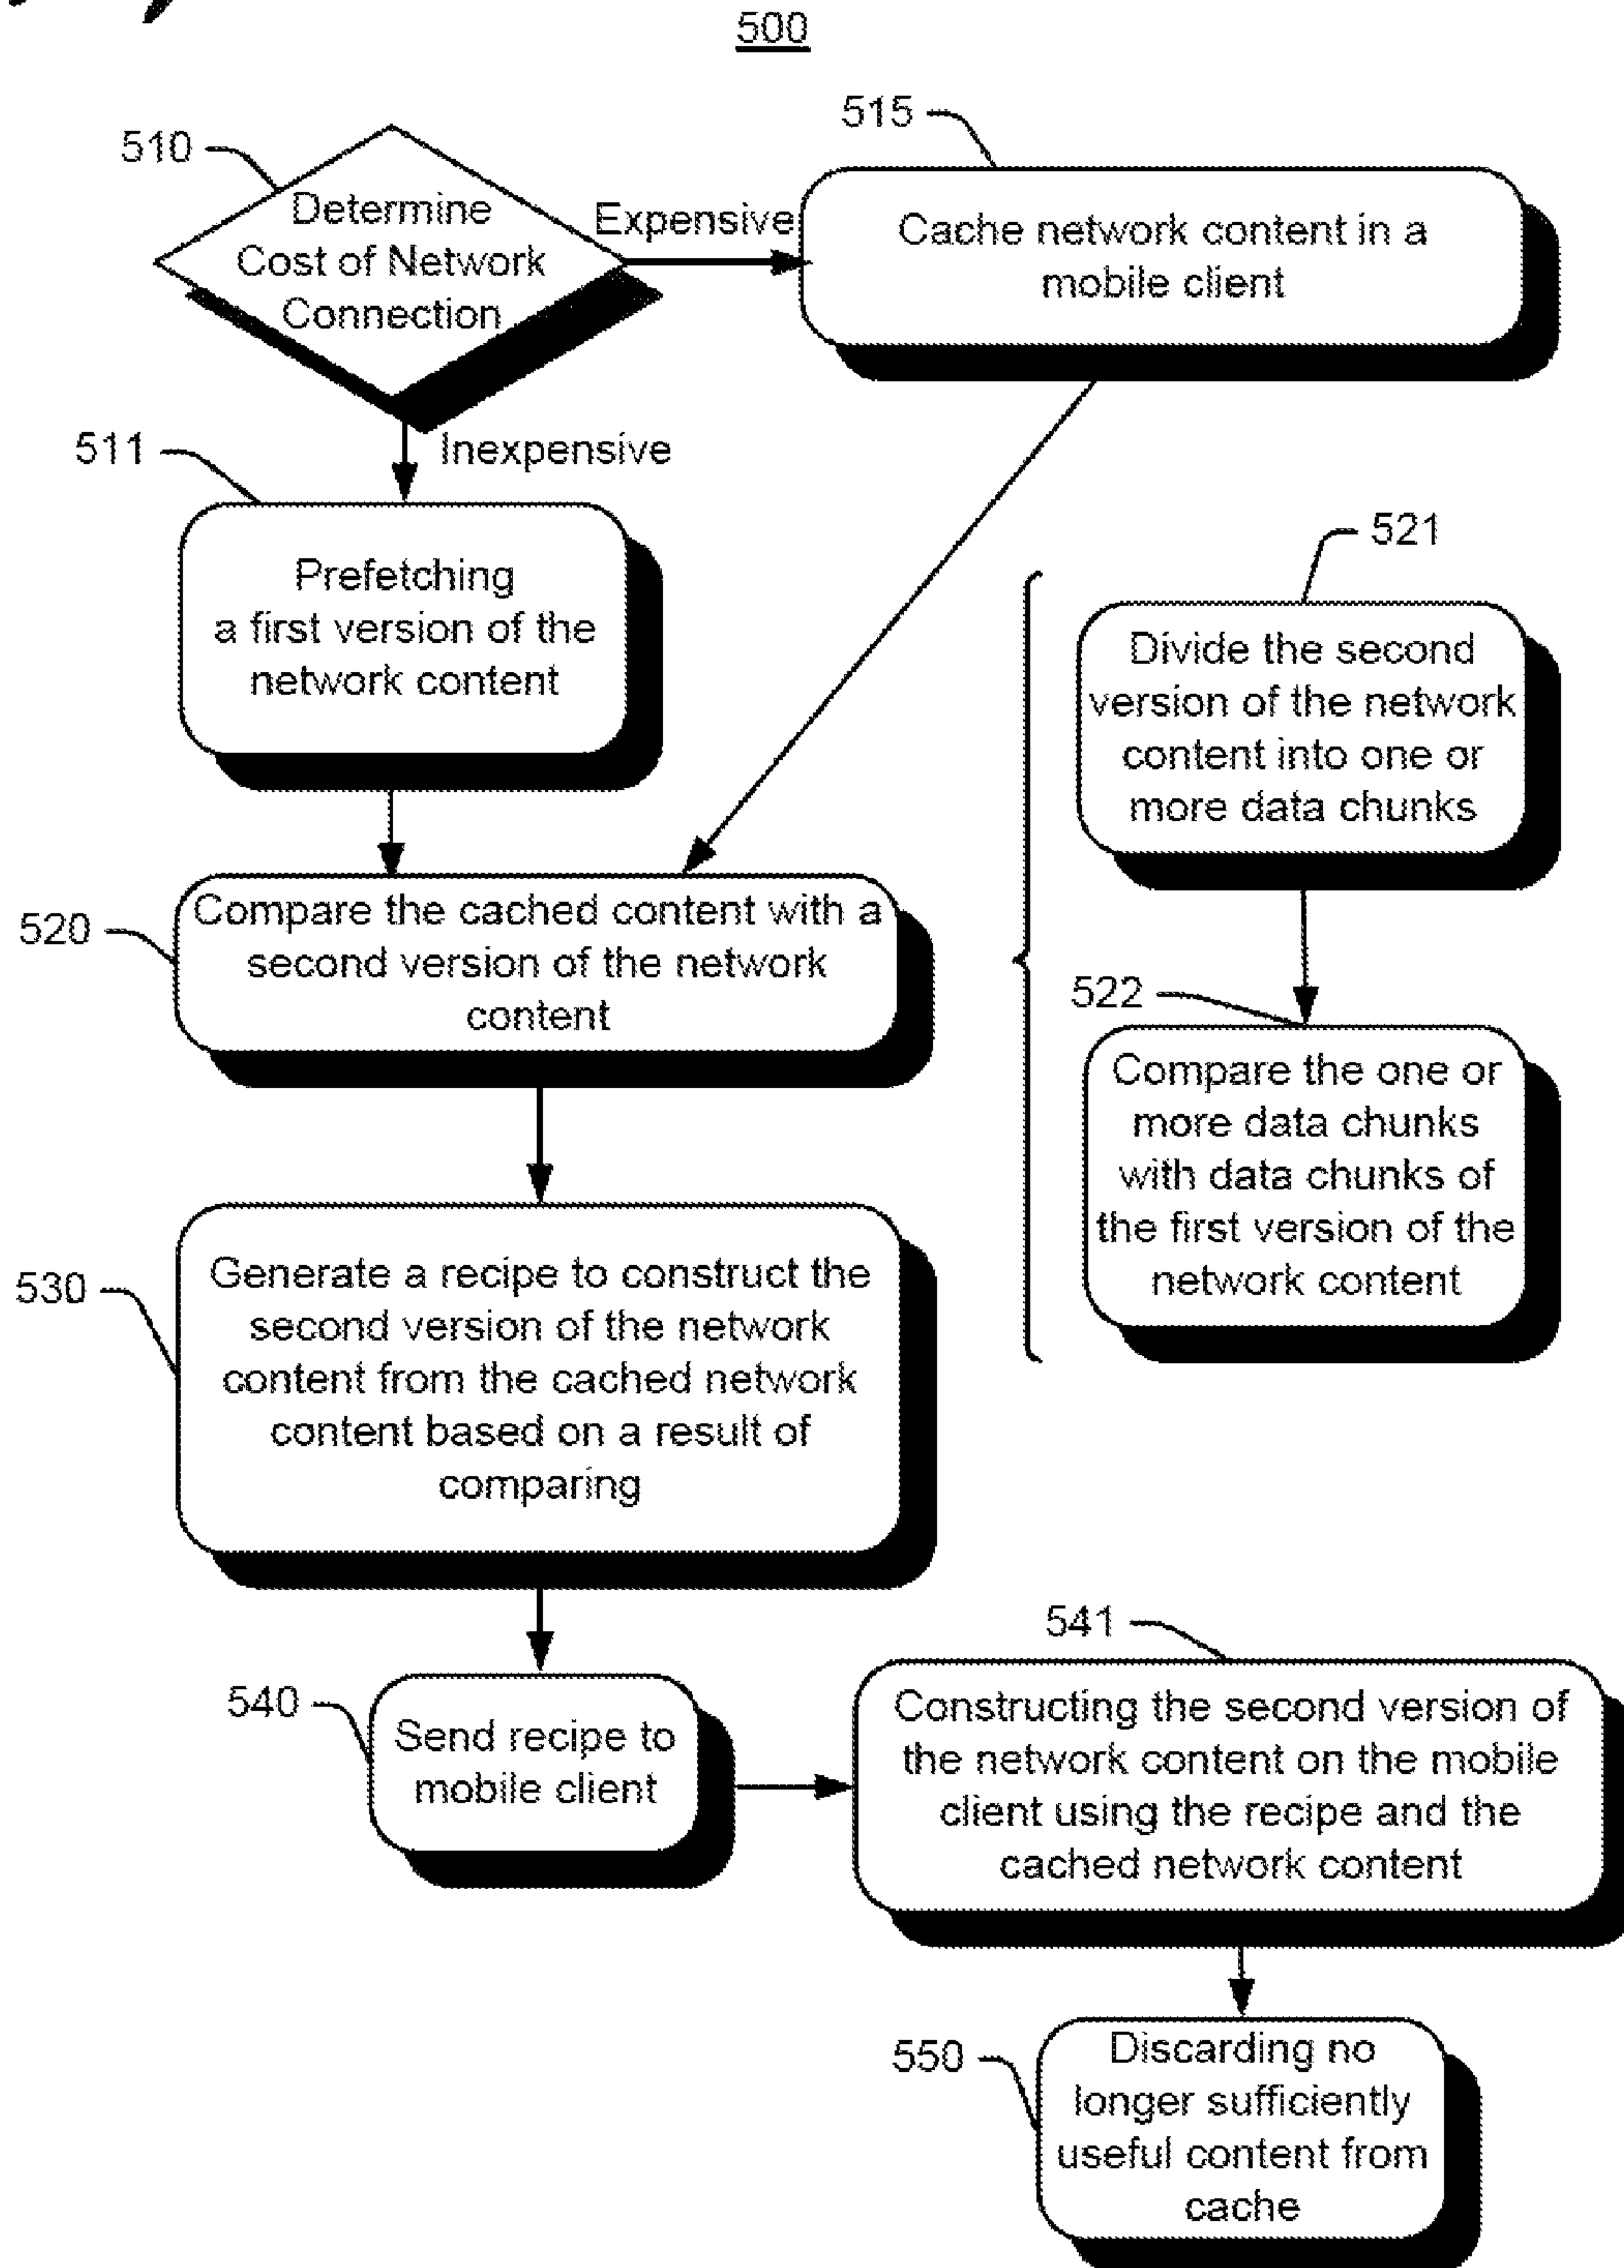 500
510
Determine
Cost of Network
Connection
Expensive
515
Cache network content in a
mobile client
Inexpensive
511
Prefetching
a first version of the
network content
521
Divide the second
version of the network
content into one or
more data chunks
520
Compare the cached content with a
second version of the network
content
522
Compare the one or
more data chunks
with data chunks of
the first version of the
network content
530
Generate a recipe to construct the
second version of the network
content from the cached network
content based on a result of
comparing
540
Send recipe to
mobile client
541
Constructing the second version of
the network content on the mobile
client using the recipe and the
cached network content
550
Discarding no
longer sufficiently
useful content from
cache